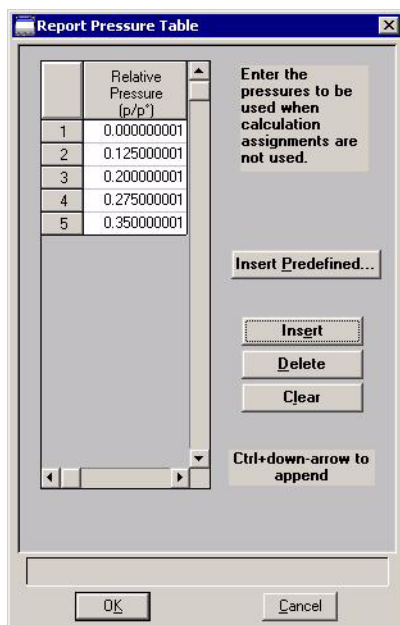 Report Pressure Table
Relative
Pressure
(p/p°)
1 0.000000001
2 0.125000001
3 0.200000001
4 0.275000001
5 0.350000001
Enter the
pressures to be
used when
calculation
assignments are
not used.
Insert Predefined...
Insert
Delete
Clear
Ctrl+down-arrow to
append
OK
Cancel